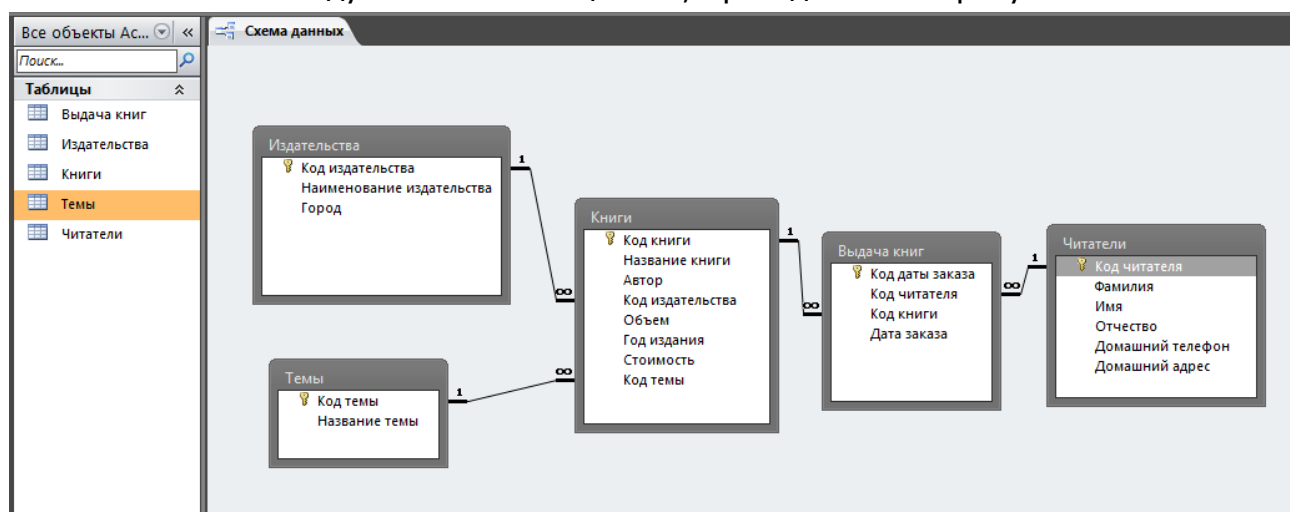 Все объекты Ac...
Поиск...
Таблицы
Выдача книг
Издательства
Книги
Темы
Читатели
Схема данных
Издательства
Код издательства
Наименование издательства
Город
1
∞
Темы
Код темы
Название темы
1
∞
Книги
Код книги
Название книги
Автор
Код издательства
Объем
Год издания
Стоимость
Код темы
1
∞
Выдача книг
Код даты заказа
Код читателя
Код книги
Дата заказа
∞
1
Читатели
Код читателя
Фамилия
Имя
Отчество
Домашний телефон
Домашний адрес